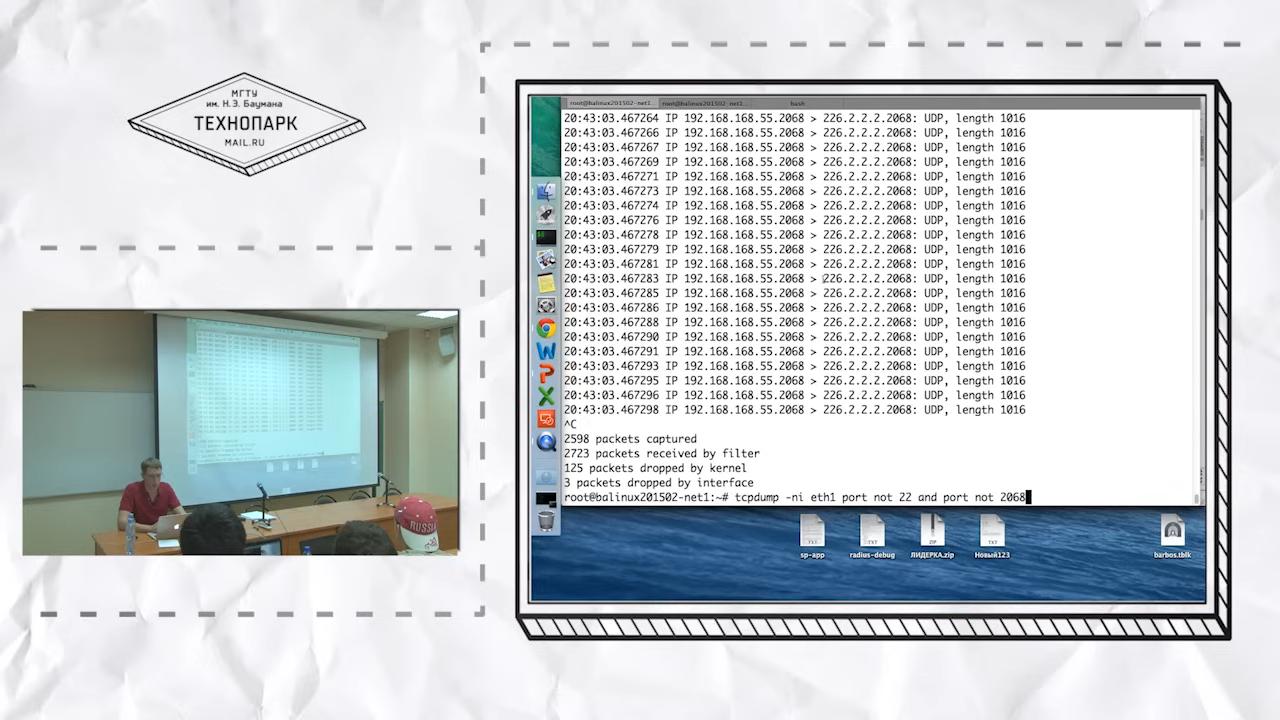 МГТУ
им. Н.Э. Баумана
ТЕХНОПАРК
MAIL.RU
root@balinux201502-net1... root@balinux201502-net1... bash
20:43:03.467264 IP 192.168.168.55.2068 > 226.2.2.2.2068: UDP, length 1016
20:43:03.467266 IP 192.168.168.55.2068 > 226.2.2.2.2068: UDP, length 1016
20:43:03.467267 IP 192.168.168.55.2068 > 226.2.2.2.2068: UDP, length 1016
20:43:03.467269 IP 192.168.168.55.2068 > 226.2.2.2.2068: UDP, length 1016
20:43:03.467271 IP 192.168.168.55.2068 > 226.2.2.2.2068: UDP, length 1016
20:43:03.467273 IP 192.168.168.55.2068 > 226.2.2.2.2068: UDP, length 1016
20:43:03.467274 IP 192.168.168.55.2068 > 226.2.2.2.2068: UDP, length 1016
20:43:03.467276 IP 192.168.168.55.2068 > 226.2.2.2.2068: UDP, length 1016
20:43:03.467278 IP 192.168.168.55.2068 > 226.2.2.2.2068: UDP, length 1016
20:43:03.467279 IP 192.168.168.55.2068 > 226.2.2.2.2068: UDP, length 1016
20:43:03.467281 IP 192.168.168.55.2068 > 226.2.2.2.2068: UDP, length 1016
20:43:03.467283 IP 192.168.168.55.2068 > 226.2.2.2.2068: UDP, length 1016
20:43:03.467285 IP 192.168.168.55.2068 > 226.2.2.2.2068: UDP, length 1016
20:43:03.467286 IP 192.168.168.55.2068 > 226.2.2.2.2068: UDP, length 1016
20:43:03.467288 IP 192.168.168.55.2068 > 226.2.2.2.2068: UDP, length 1016
20:43:03.467290 IP 192.168.168.55.2068 > 226.2.2.2.2068: UDP, length 1016
20:43:03.467291 IP 192.168.168.55.2068 > 226.2.2.2.2068: UDP, length 1016
20:43:03.467293 IP 192.168.168.55.2068 > 226.2.2.2.2068: UDP, length 1016
20:43:03.467295 IP 192.168.168.55.2068 > 226.2.2.2.2068: UDP, length 1016
20:43:03.467296 IP 192.168.168.55.2068 > 226.2.2.2.2068: UDP, length 1016
20:43:03.467298 IP 192.168.168.55.2068 > 226.2.2.2.2068: UDP, length 1016
^C
2598 packets captured
2723 packets received by filter
125 packets dropped by kernel
3 packets dropped by interface
root@balinux201502-net1:~# tcpdump -ni eth1 port not 22 and port not 2068
sp-app radius-debug ЛИДЕРКА.zip Новый123 barbos.tblk
RUSSIA